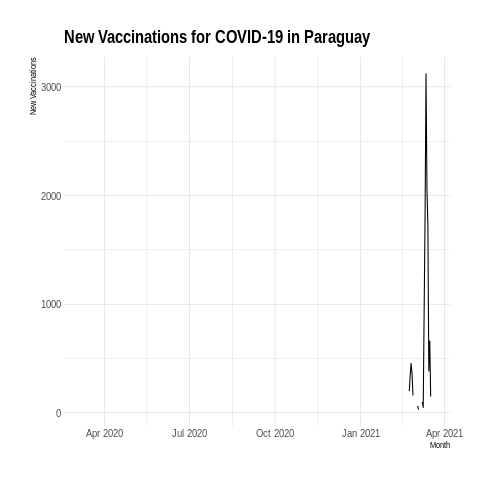 New Vaccinations for COVID-19 in Paraguay
New Vaccinations
3000
2000
1000
0
Apr 2020 Jul 2020 Oct 2020 Jan 2021 Apr 2021
Month